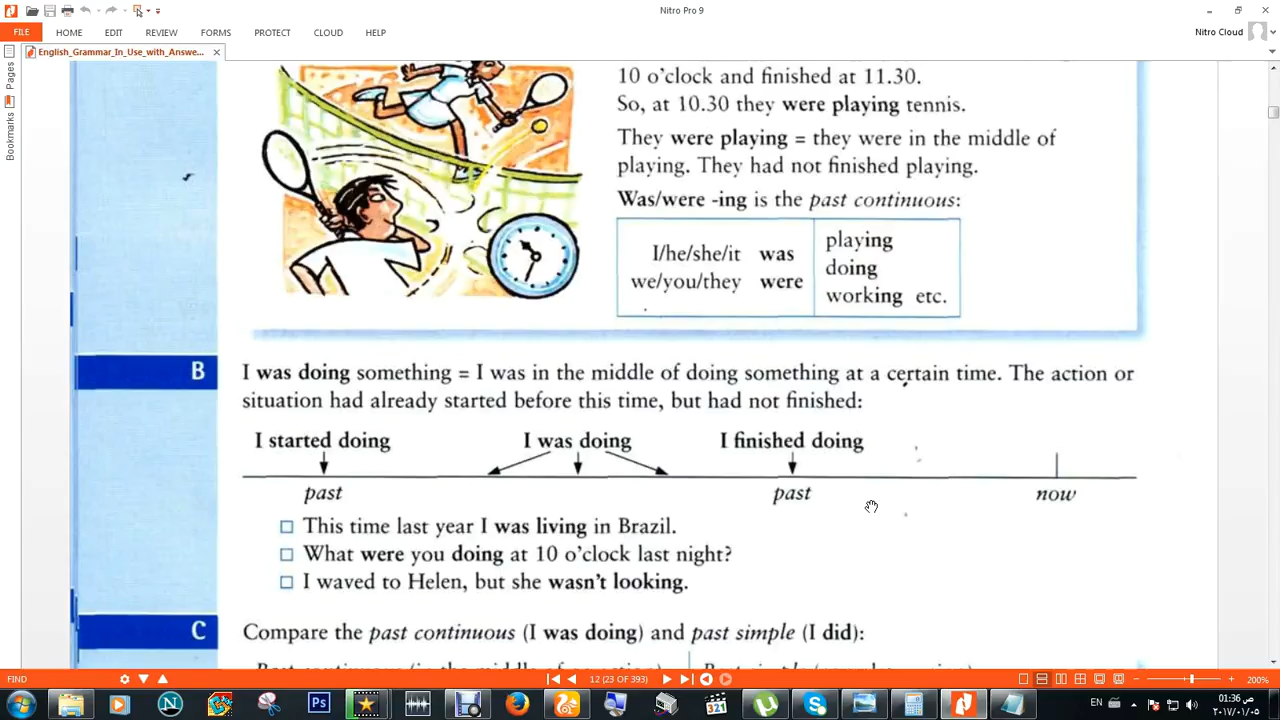 Nitro Pro 9
FILE
HOME
EDIT
REVIEW
FORMS
PROTECT
CLOUD
HELP
Nitro Cloud
English_Grammar_In_Use_with_Answe...
Pages
Bookmarks
10 o'clock and finished at 11.30.
So, at 10.30 they were playing tennis.
They were playing = they were in the middle of
playing. They had not finished playing.
Was/were -ing is the past continuous:
I/he/she/it was
we/you/they were
playing
doing
working etc.
B
I was doing something = I was in the middle of doing something at a certain time. The action or
situation had already started before this time, but had not finished:
I started doing
I was doing
I finished doing
past
past
now
This time last year I was living in Brazil.
What were you doing at 10 o'clock last night?
I waved to Helen, but she wasn't looking.
C
Compare the past continuous (I was doing) and past simple (I did):
FIND
12 (23 of 393)
200%
321
EN
01:36 ص
٢٠١٧/٠١/٠٥